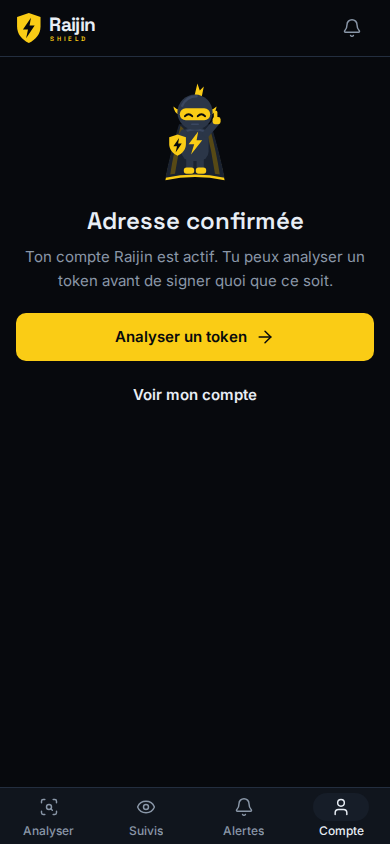 Raijin
SHIELD
Adresse confirmée
Ton compte Raijin est actif. Tu peux analyser un
token avant de signer quoi que ce soit.
Analyser un token
Voir mon compte
Analyser
Suivis
Alertes
Compte